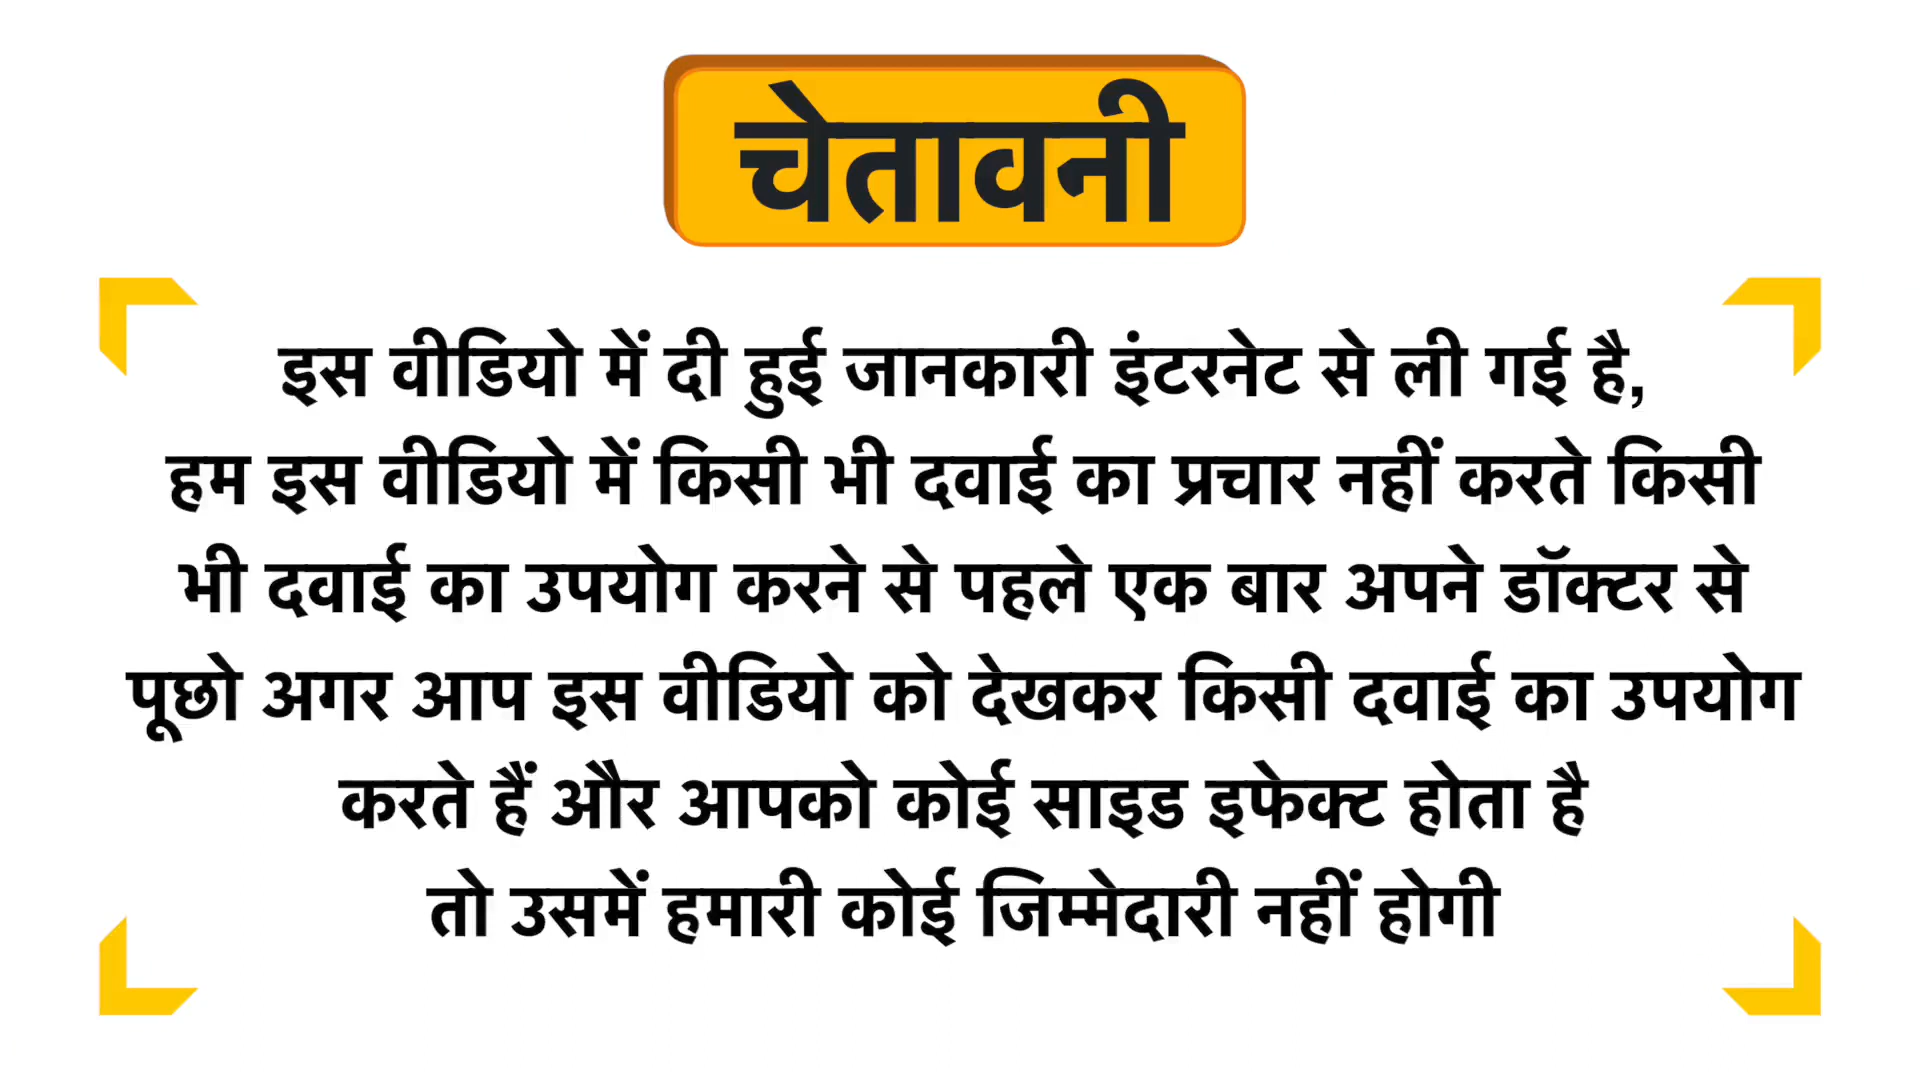 चेतावनी
इस वीडियो में दी हुई जानकारी इंटरनेट से ली गई है,
हम इस वीडियो में किसी भी दवाई का प्रचार नहीं करते किसी
भी दवाई का उपयोग करने से पहले एक बार अपने डॉक्टर से
पूछो अगर आप इस वीडियो को देखकर किसी दवाई का उपयोग
करते हैं और आपको कोई साइड इफेक्ट होता है
तो उसमें हमारी कोई जिम्मेदारी नहीं होगी